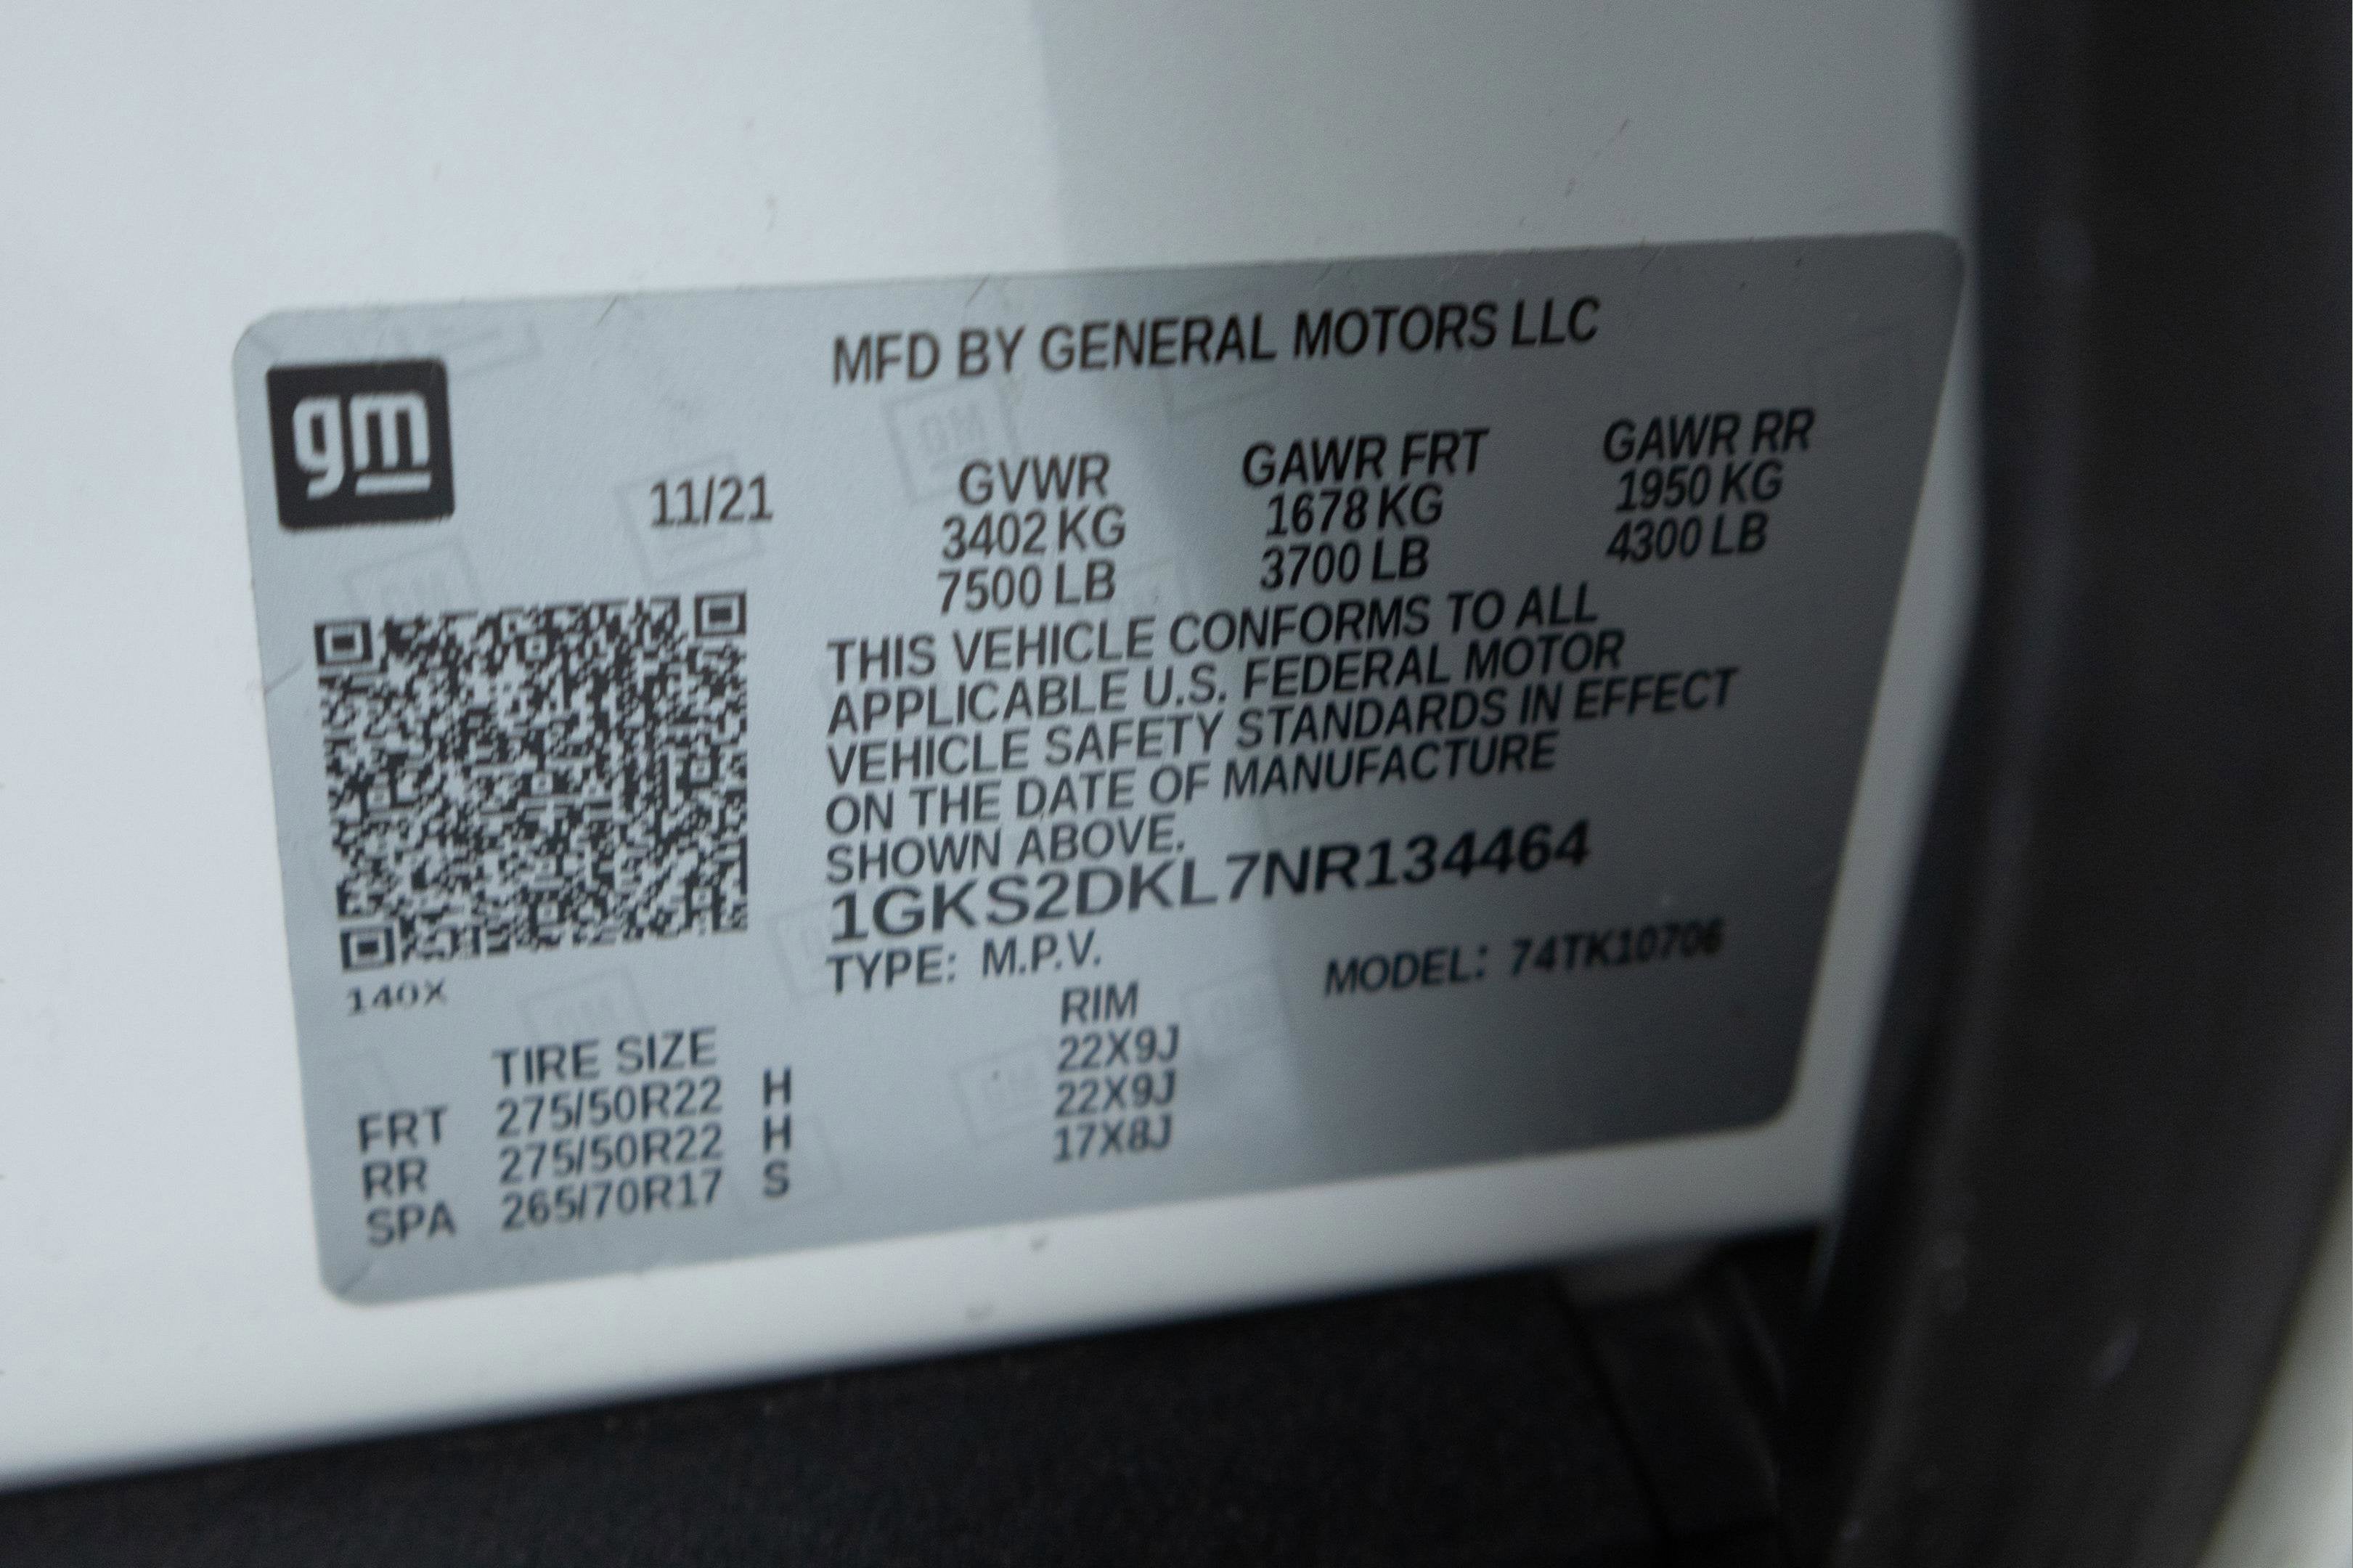 MFD BY GENERAL MOTORS LLC
gm
11/21
GVWR GAWR FRT GAWR RR
3402 KG 1678 KG 1950 KG
7500 LB 3700 LB 4300 LB
THIS VEHICLE CONFORMS TO ALL
APPLICABLE U.S. FEDERAL MOTOR
VEHICLE SAFETY STANDARDS IN EFFECT
ON THE DATE OF MANUFACTURE
SHOWN ABOVE.
1GKS2DKL7NR134464
TYPE: M.P.V. MODEL: 74TK10706
140X
TIRE SIZE RIM
FRT 275/50R22 H 22X9J
RR 275/50R22 H 22X9J
SPA 265/70R17 S 17X8J